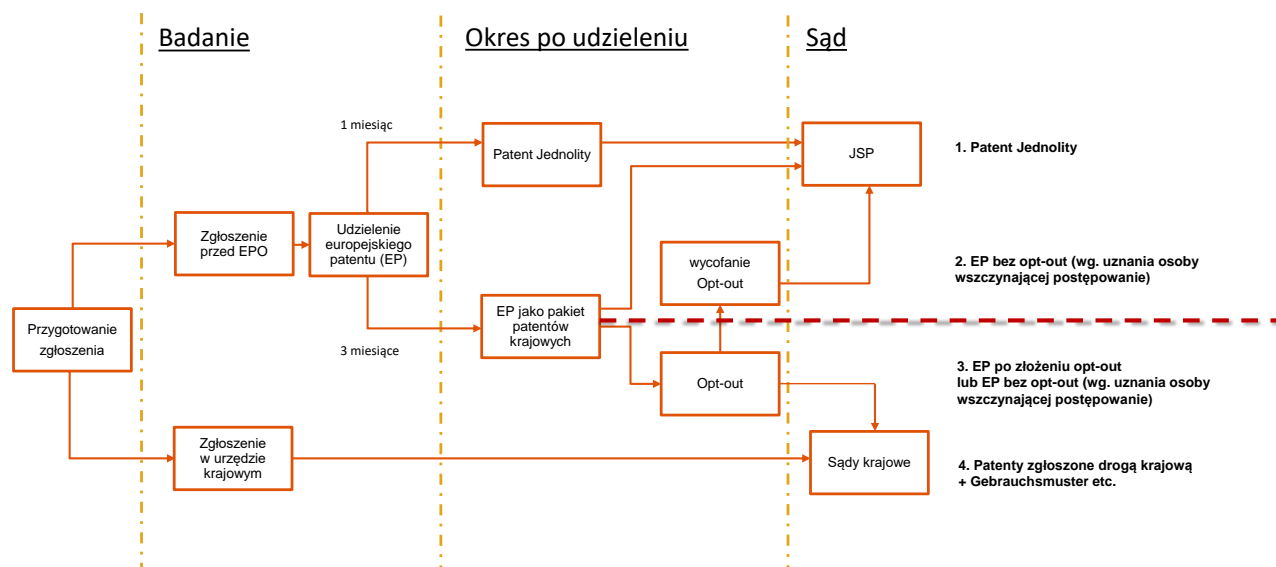 Badanie
Okres po udzieleniu
Sąd
1 miesiąc
Patent Jednolity
JSP
1. Patent Jednolity
Zgłoszenie
przed EPO
Udzielenie
europejskiego
patentu (EP)
wycofanie
Opt-out
2. EP bez opt-out (wg. uznania osoby
wszczynającej postępowanie)
Przygotowanie
zgłoszenia
EP jako pakiet
patentów
krajowych
3 miesiące
Opt-out
3. EP po złożeniu opt-out
lub EP bez opt-out (wg. uznania osoby
wszczynającej postępowanie)
Zgłoszenie
w urzędzie
krajowym
Sądy krajowe
4. Patenty zgłoszone drogą krajową
+ Gebrauchsmuster etc.